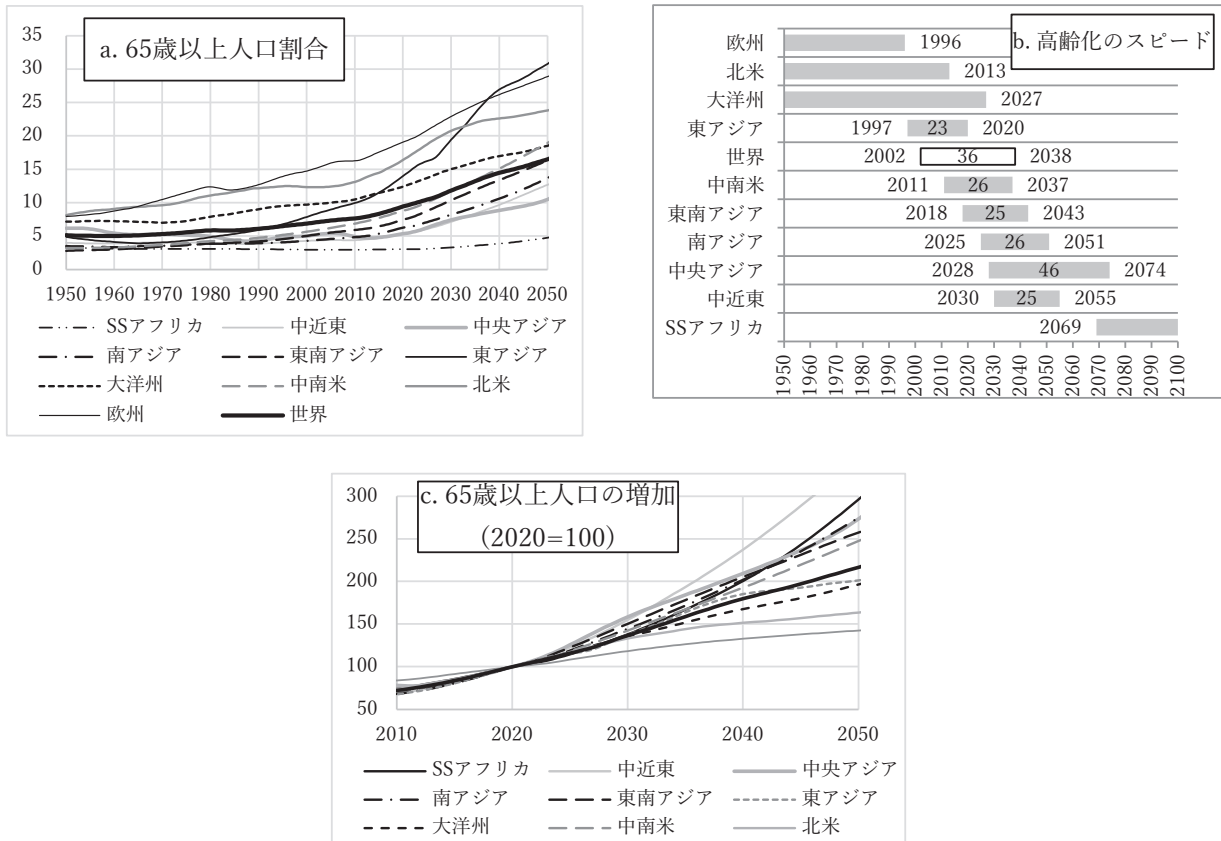 a. 65歳以上人口割合
35
30
25
20
15
10
5
0
1950 1960 1970 1980 1990 2000 2010 2020 2030 2040 2050
SSアフリカ 中近東 中央アジア
南アジア 東南アジア 東アジア
大洋州 中南米 北米
欧州 世界
b. 高齢化のスピード
欧州 1996
北米 2013
大洋州 2027
東アジア 1997 23 2020
世界 2002 36 2038
中南米 2011 26 2037
東南アジア 2018 25 2043
南アジア 2025 26 2051
中央アジア 2028 46 2074
中近東 2030 25 2055
SSアフリカ 2069
1950 1960 1970 1980 1990 2000 2010 2020 2030 2040 2050 2060 2070 2080 2090 2100
c. 65歳以上人口の増加
(2020=100)
300
250
200
150
100
50
2010 2020 2030 2040 2050
SSアフリカ 中近東 中央アジア
南アジア 東南アジア 東アジア
大洋州 中南米 北米